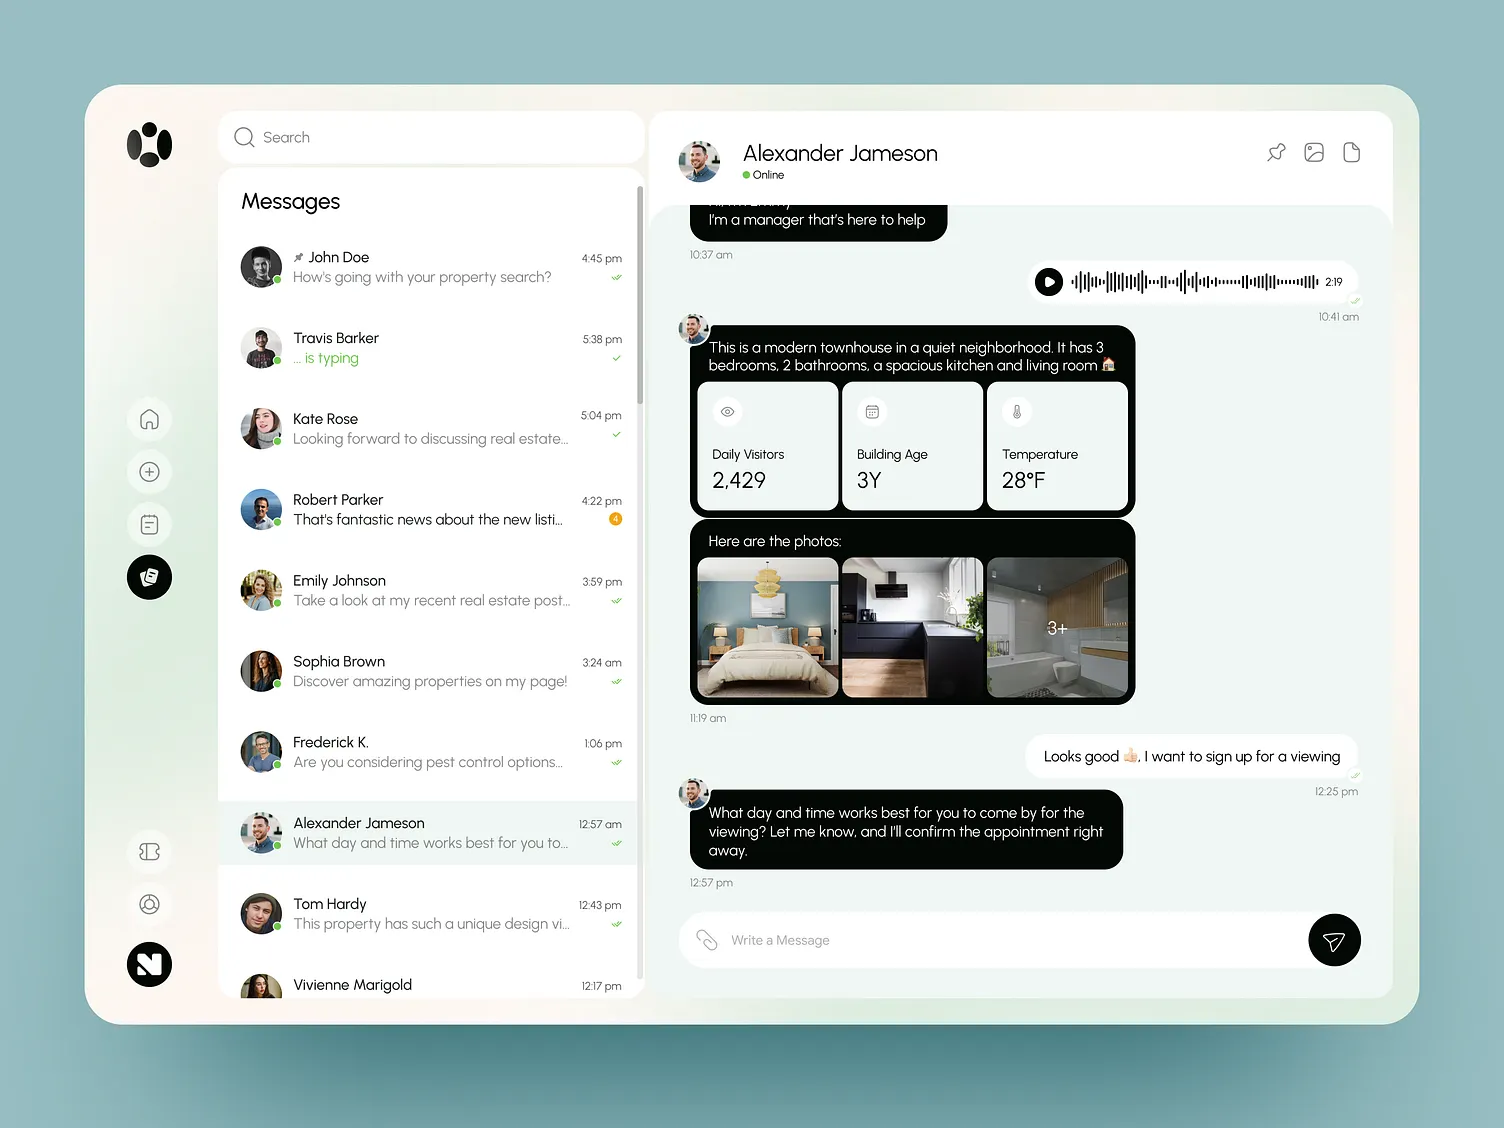 Search
Messages
John Doe
4:45 pm
How's going with your property search?
Travis Barker
5:38 pm
... is typing
Kate Rose
5:04 pm
Looking forward to discussing real estate...
Robert Parker
4:22 pm
That's fantastic news about the new listi...
4
Emily Johnson
3:59 pm
Take a look at my recent real estate post...
Sophia Brown
3:24 am
Discover amazing properties on my page!
Frederick K.
1:06 pm
Are you considering pest control options...
Alexander Jameson
12:57 am
What day and time works best for you to...
Tom Hardy
12:43 pm
This property has such a unique design vi...
Vivienne Marigold
12:17 pm
Alexander Jameson
Online
I'm a manager that's here to help
10:37 am
2:19
10:41 am
This is a modern townhouse in a quiet neighborhood. It has 3
bedrooms, 2 bathrooms, a spacious kitchen and living room 🏠
Daily Visitors
2,429
Building Age
3Y
Temperature
28°F
Here are the photos:
3+
11:19 am
Looks good 👍🏻, I want to sign up for a viewing
12:25 pm
What day and time works best for you to come by for the
viewing? Let me know, and I'll confirm the appointment right
away.
12:57 pm
Write a Message